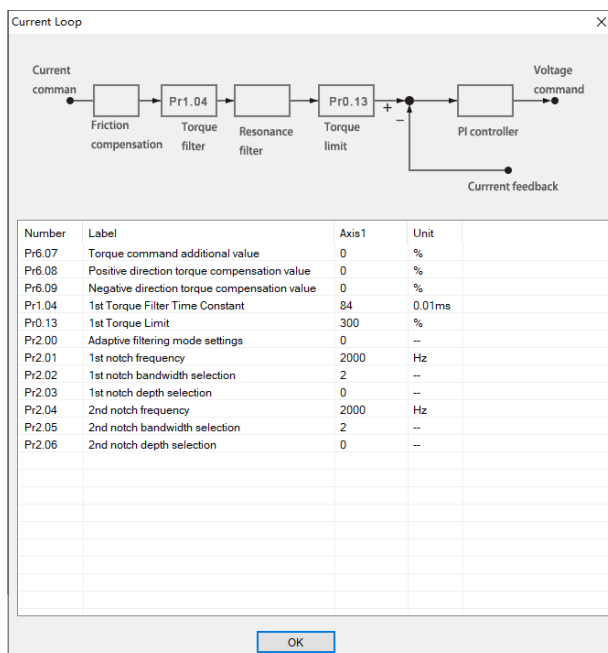 Current Loop
Current
comman
Voltage
command
Pr1.04
Pr0.13
+
−
Friction
compensation
Torque
filter
Resonance
filter
Torque
limit
PI controller
Currrent feedback
Number Label Axis1 Unit
Pr6.07 Torque command additional value 0 %
Pr6.08 Positive direction torque compensation value 0 %
Pr6.09 Negative direction torque compensation value 0 %
Pr1.04 1st Torque Filter Time Constant 84 0.01ms
Pr0.13 1st Torque Limit 300 %
Pr2.00 Adaptive filtering mode settings 0 --
Pr2.01 1st notch frequency 2000 Hz
Pr2.02 1st notch bandwidth selection 2 --
Pr2.03 1st notch depth selection 0 --
Pr2.04 2nd notch frequency 2000 Hz
Pr2.05 2nd notch bandwidth selection 2 --
Pr2.06 2nd notch depth selection 0 --
OK